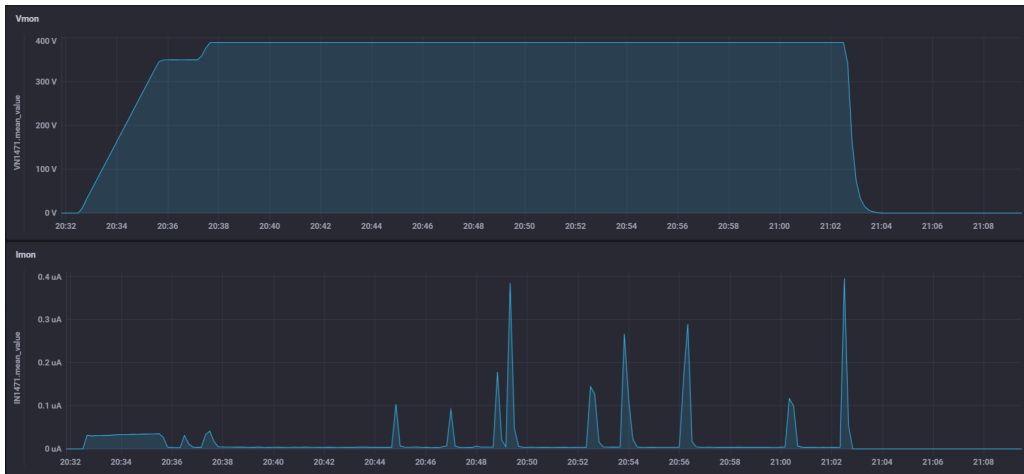 Vmon
400 V
300 V
200 V
100 V
0 V
VN1471.mean_value
20:32 20:34 20:36 20:38 20:40 20:42 20:44 20:46 20:48 20:50 20:52 20:54 20:56 20:58 21:00 21:02 21:04 21:06 21:08
Imon
0.4 uA
0.3 uA
0.2 uA
0.1 uA
0 uA
IN1471.mean_value
20:32 20:34 20:36 20:38 20:40 20:42 20:44 20:46 20:48 20:50 20:52 20:54 20:56 20:58 21:00 21:02 21:04 21:06 21:08